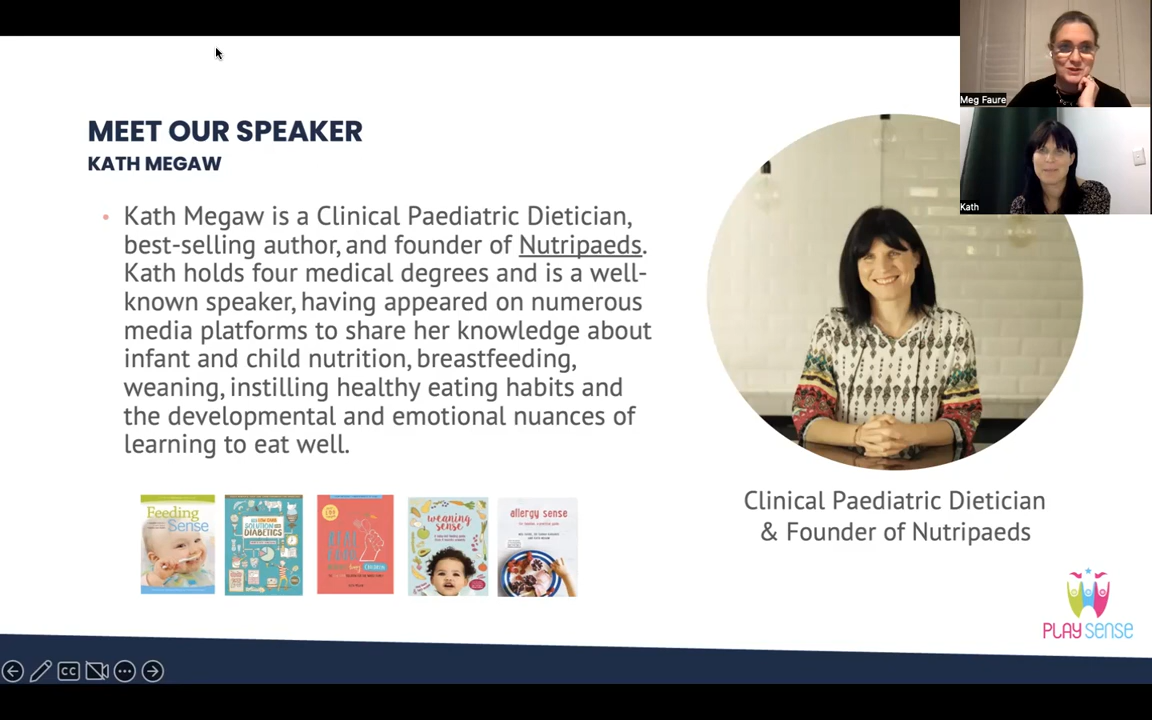 MEET OUR SPEAKER
KATH MEGAW
• Kath Megaw is a Clinical Paediatric Dietician,
best-selling author, and founder of Nutripaeds.
Kath holds four medical degrees and is a well-
known speaker, having appeared on numerous
media platforms to share her knowledge about
infant and child nutrition, breastfeeding,
weaning, instilling healthy eating habits and
the developmental and emotional nuances of
learning to eat well.
Feeding
Sense
SOLUTION
DIABETICS
weaning
sense
allergy sense
Clinical Paediatric Dietician
& Founder of Nutripaeds
PLAY SENSE
Meg Faure
Kath
CC